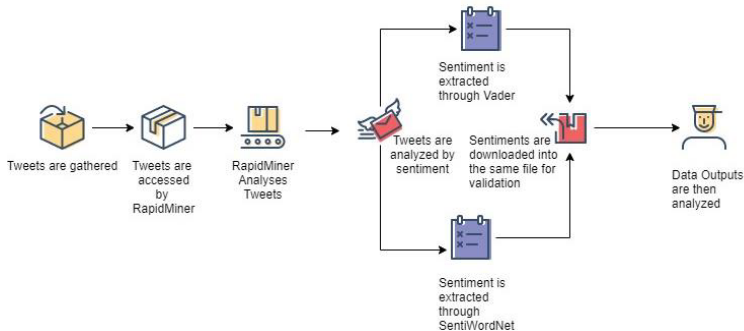 Tweets are gathered
Tweets are
accessed
by
RapidMiner
RapidMiner
Analyses
Tweets
Tweets are
analyzed by
sentiment
Sentiment is
extracted
through Vader
Sentiment is
extracted
through
SentiWordNet
Sentiments are
downloaded into
the same file for
validation
Data Outputs
are then
analyzed